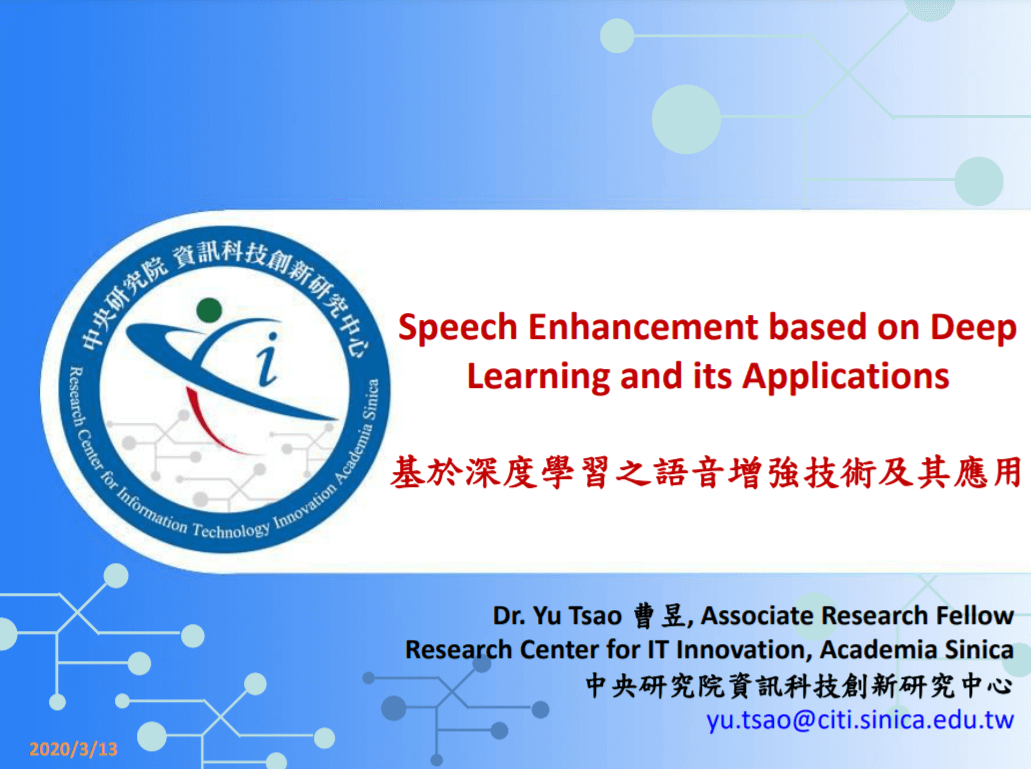 中央研究院 資訊科技創新研究中心
i
Research Center for Information Technology Innovation Academia Sinica
Speech Enhancement based on Deep
Learning and its Applications
基於深度學習之語音增強技術及其應用
Dr. Yu Tsao 曹昱, Associate Research Fellow
Research Center for IT Innovation, Academia Sinica
中央研究院資訊科技創新研究中心
yu.tsao@citi.sinica.edu.tw
2020/3/13